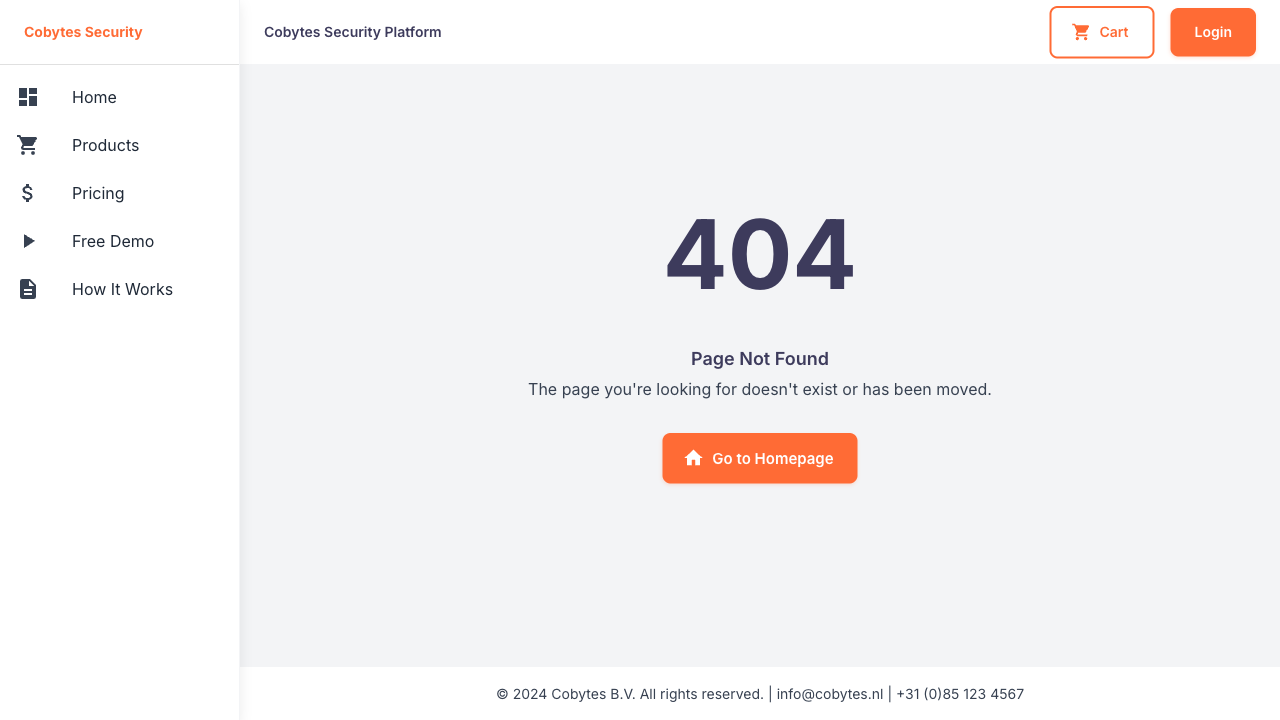 Cobytes Security
Cobytes Security Platform
Cart
Login
Home
Products
Pricing
Free Demo
How It Works
404
Page Not Found
The page you're looking for doesn't exist or has been moved.
Go to Homepage
© 2024 Cobytes B.V. All rights reserved. | info@cobytes.nl | +31 (0)85 123 4567